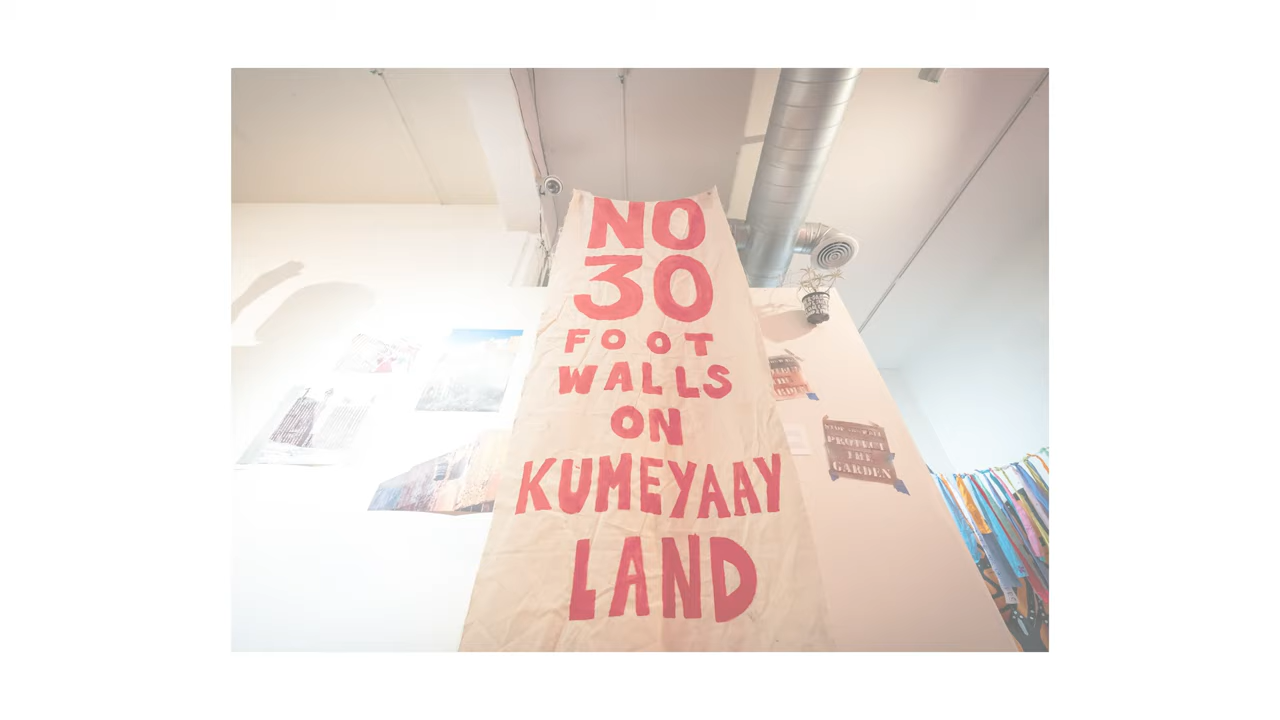 NO
30
FOOT
WALLS
ON
KUMEYAAY
LAND
PROTECT
THE
GARDEN